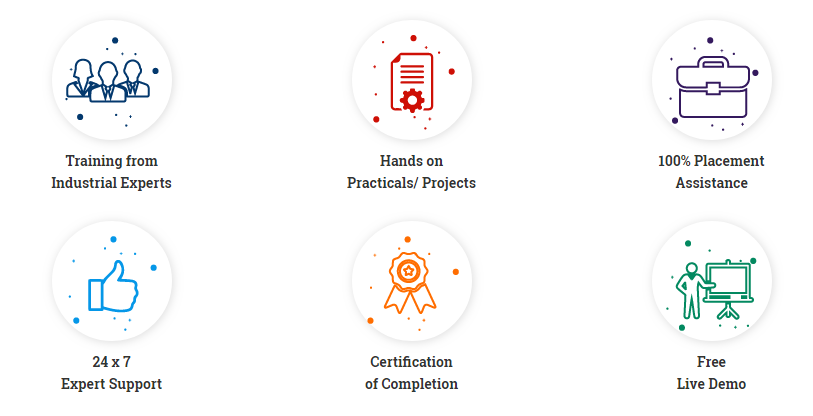 Training from
Industrial Experts
Hands on
Practicals/ Projects
100% Placement
Assistance
24 x 7
Expert Support
Certification
of Completion
Free
Live Demo